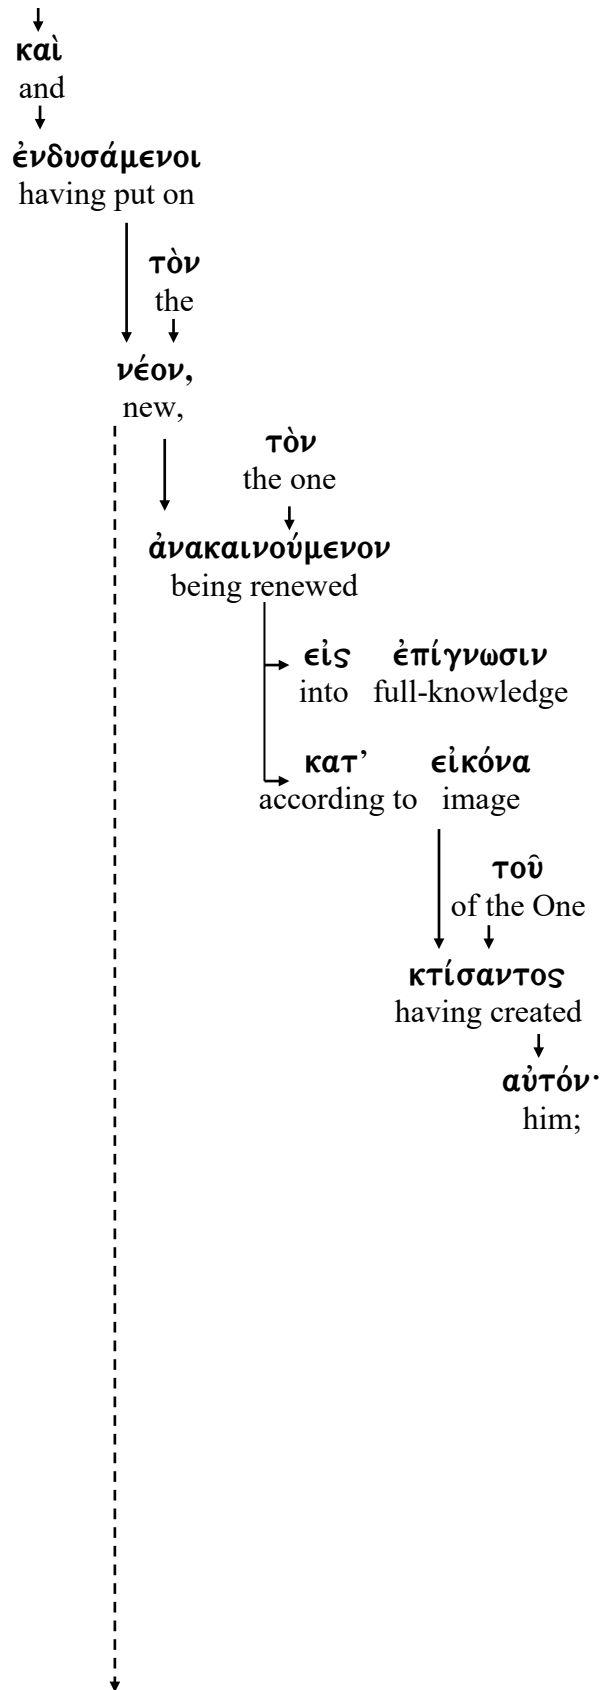 καὶ
and
ἐνδυσάμενοι
having put on
τὸν
the
νέον,
new,
τὸν
the one
ἀνακαινούμενον
being renewed
εἰς ἐπίγνωσιν
into full-knowledge
κατ’ εἰκόνα
according to image
τοῦ
of the One
κτίσαντος
having created
αὐτόν·
him;